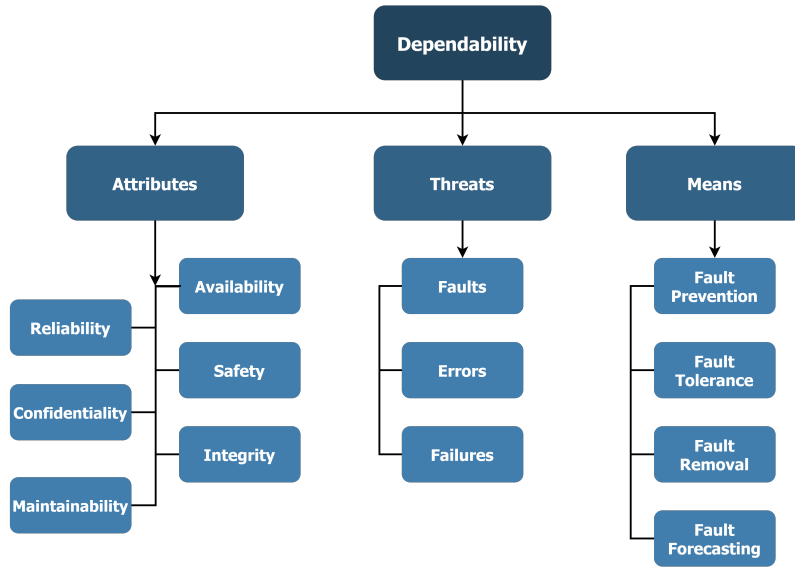 Dependability
Attributes
Threats
Means
Availability
Reliability
Safety
Confidentiality
Integrity
Maintainability
Faults
Errors
Failures
Fault
Prevention
Fault
Tolerance
Fault
Removal
Fault
Forecasting